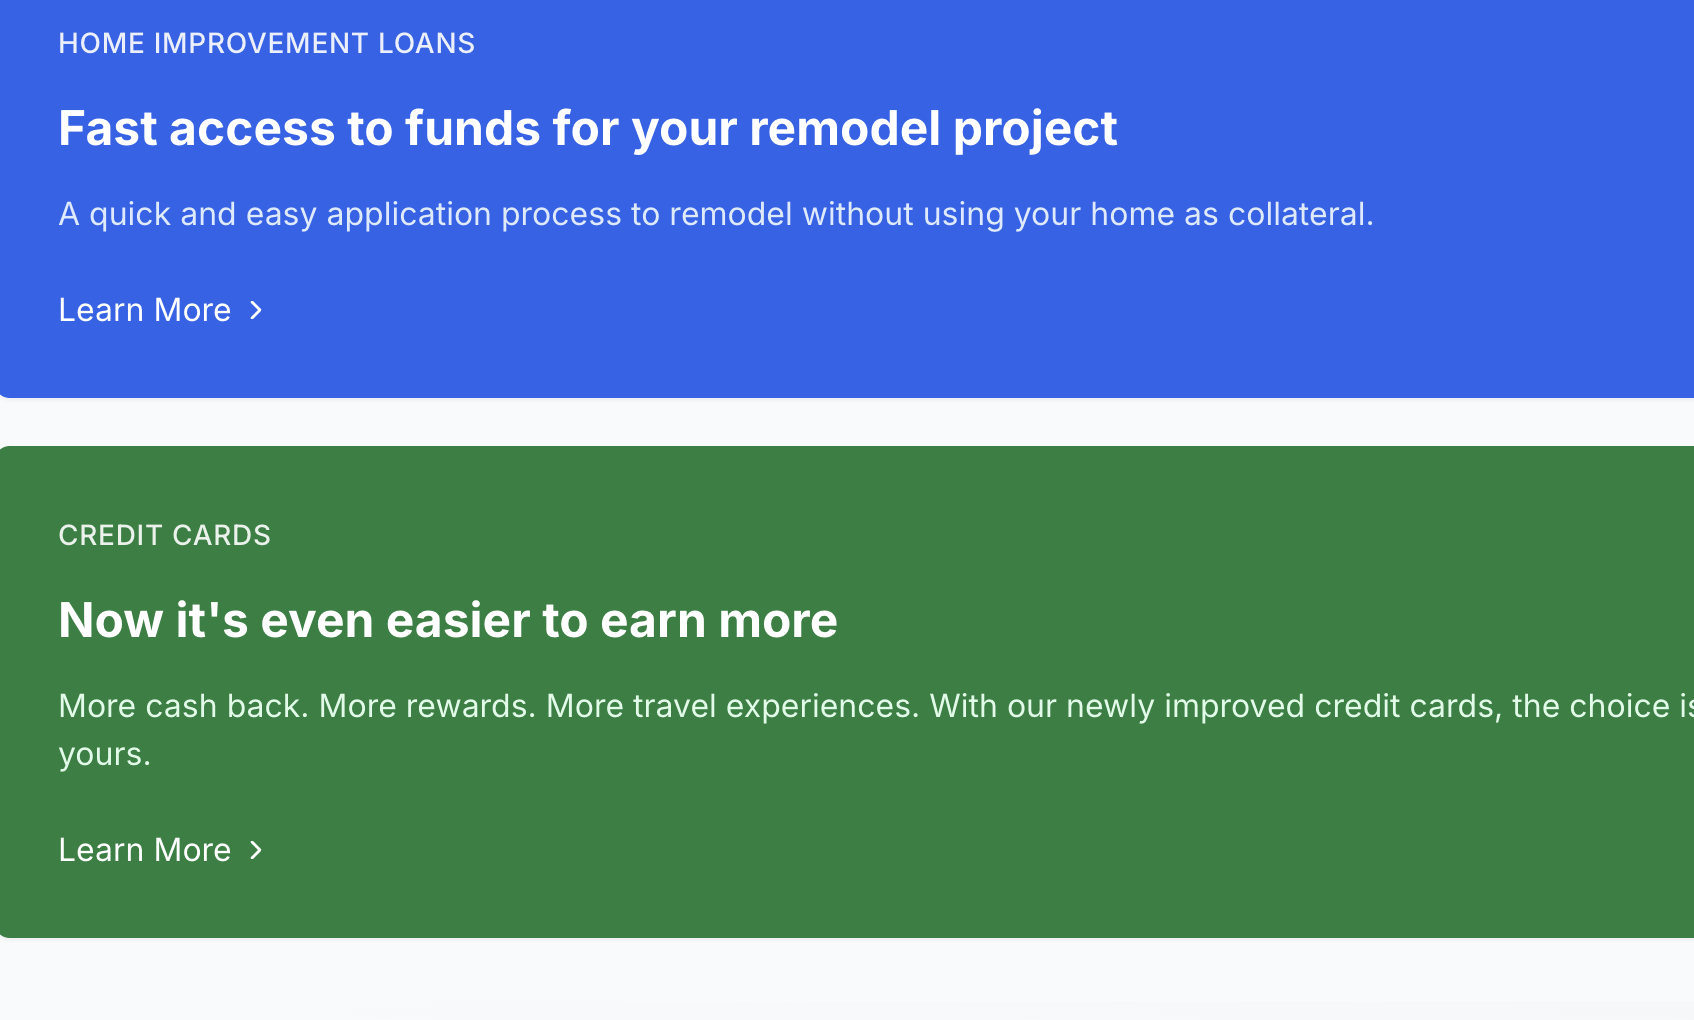 HOME IMPROVEMENT LOANS
Fast access to funds for your remodel project
A quick and easy application process to remodel without using your home as collateral.
Learn More
CREDIT CARDS
Now it's even easier to earn more
More cash back. More rewards. More travel experiences. With our newly improved credit cards, the choice is
yours.
Learn More